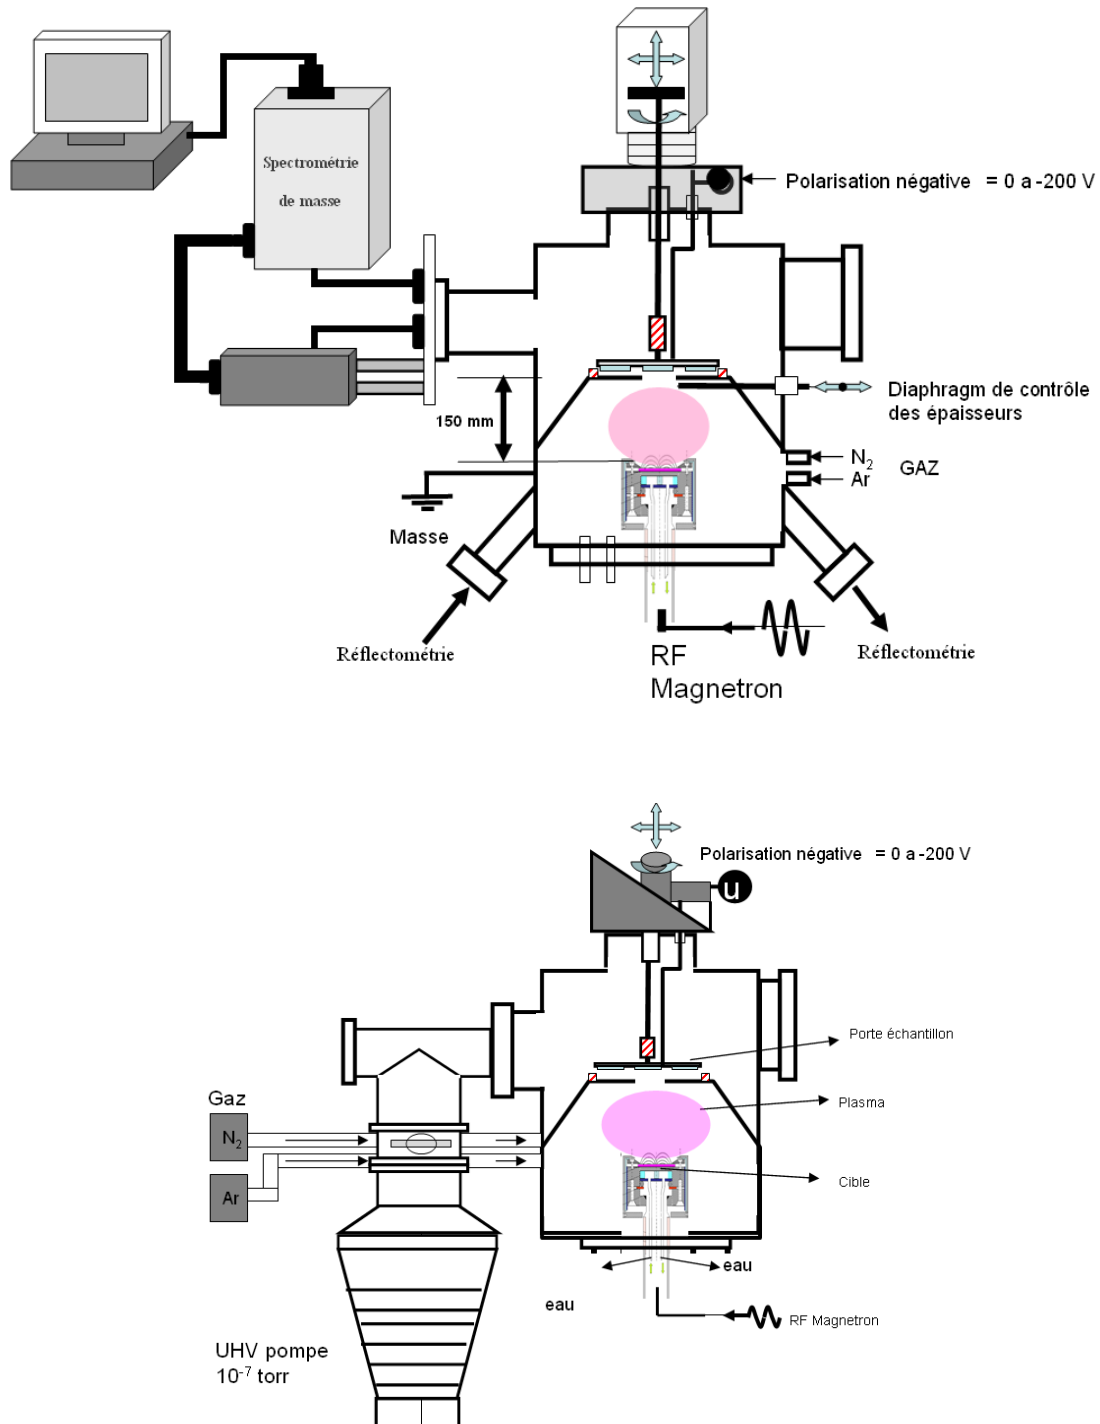 Spectrométrie
de masse
Polarisation négative = 0 a -200 V
150 mm
Diaphragm de contrôle
des épaisseurs
N₂
GAZ
Ar
Masse
Réflectométrie
RF
Magnetron
Réflectométrie
Polarisation négative = 0 a -200 V
u
Porte échantillon
Gaz
Plasma
N₂
Cible
Ar
eau
eau
RF Magnetron
UHV pompe
10⁻⁷ torr